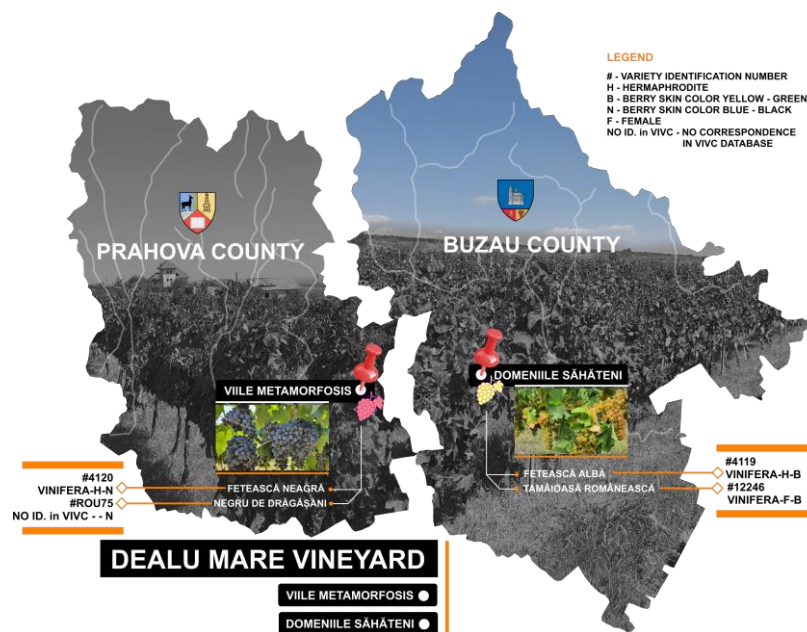 LEGEND
# - VARIETY IDENTIFICATION NUMBER
H - HERMAPHRODITE
B - BERRY SKIN COLOR YELLOW - GREEN
N - BERRY SKIN COLOR BLUE - BLACK
F - FEMALE
NO ID. in VIVC - NO CORRESPONDENCE
IN VIVC DATABASE
PRAHOVA COUNTY
BUZAU COUNTY
VIILE METAMORFOSIS
DOMENIILE SĂHĂTENI
#4120
VINIFERA-H-N
#ROU75
NO ID. in VIVC - - N
FETEASCĂ NEAGRĂ
NEGRU DE DRĂGĂȘANI
FETEASCĂ ALBĂ
TĂMÂIOASĂ ROMÂNEASCĂ
#4119
VINIFERA-H-B
#12246
VINIFERA-F-B
DEALU MARE VINEYARD
VIILE METAMORFOSIS
DOMENIILE SĂHĂTENI